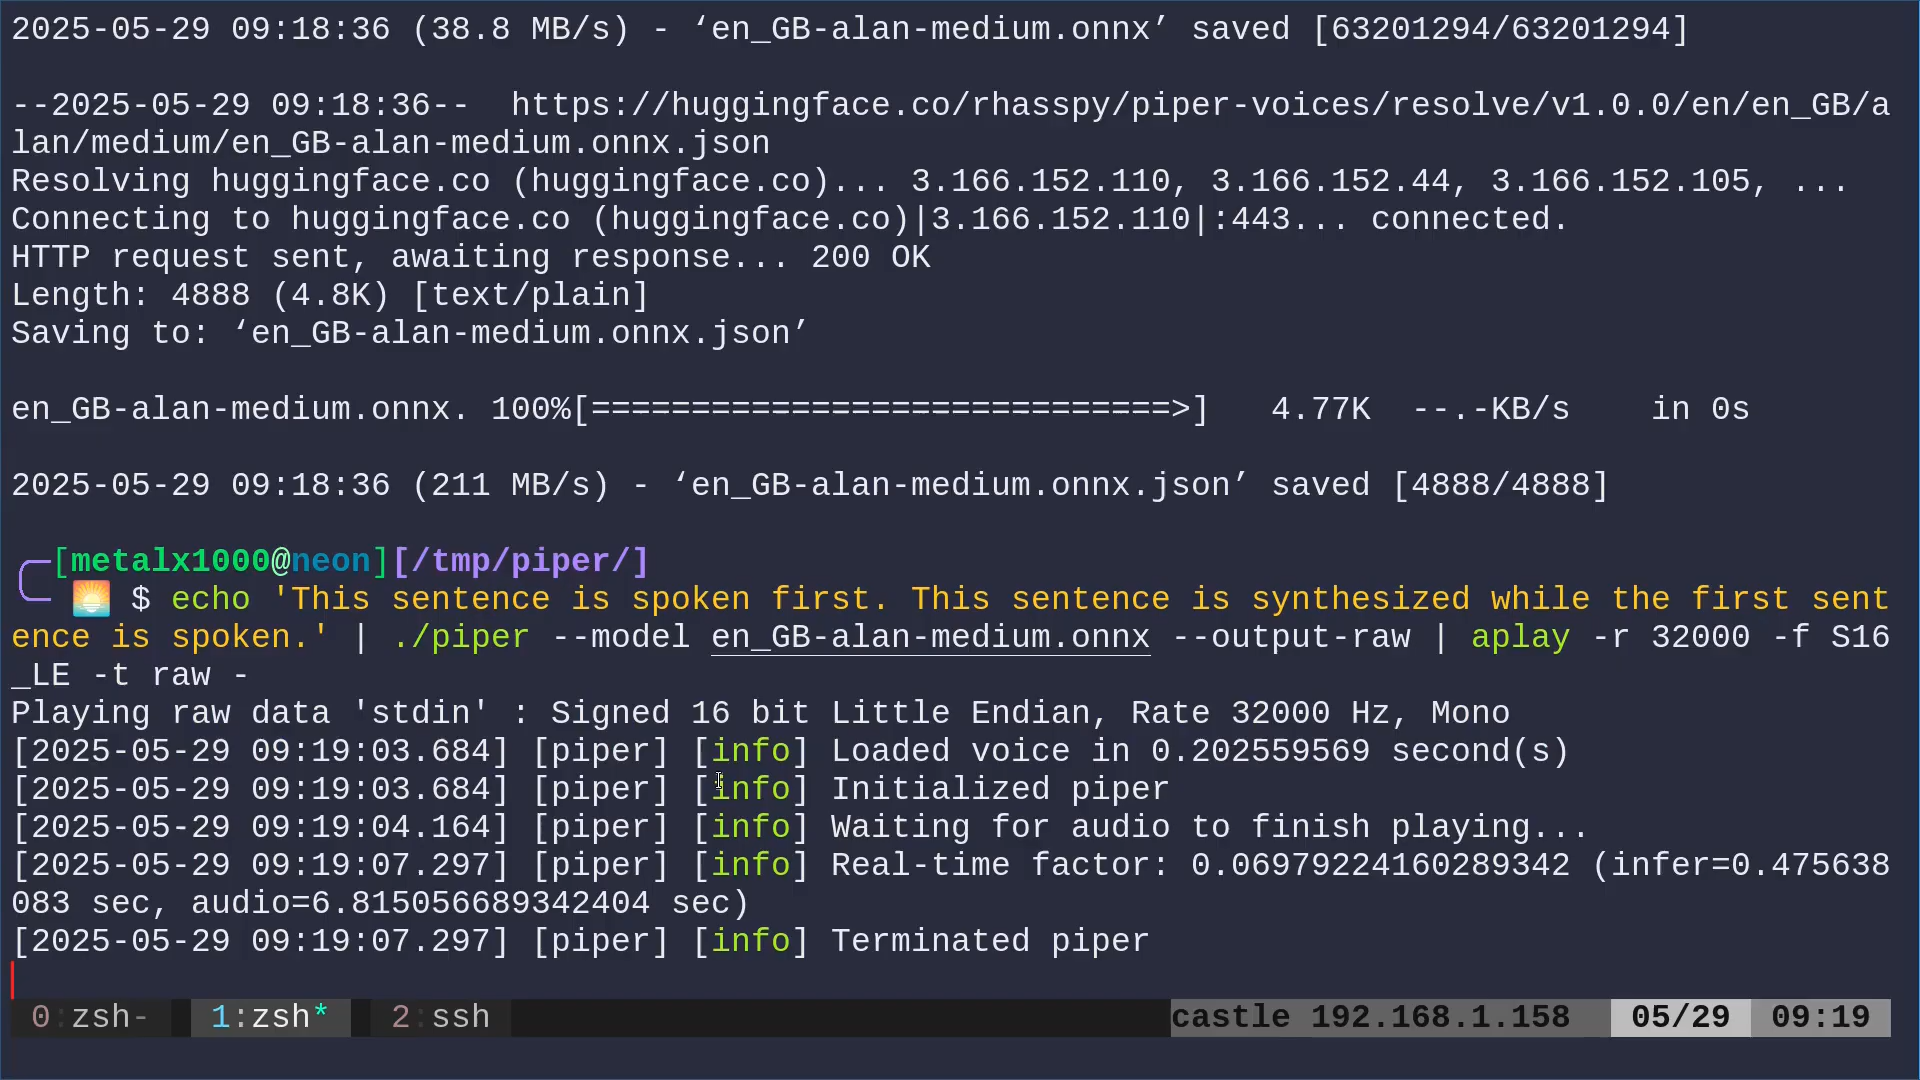 2025-05-29 09:18:36 (38.8 MB/s) - ‘en_GB-alan-medium.onnx’ saved [63201294/63201294]
--2025-05-29 09:18:36--  https://huggingface.co/rhasspy/piper-voices/resolve/v1.0.0/en/en_GB/a
lan/medium/en_GB-alan-medium.onnx.json
Resolving huggingface.co (huggingface.co)... 3.166.152.110, 3.166.152.44, 3.166.152.105, ...
Connecting to huggingface.co (huggingface.co)|3.166.152.110|:443... connected.
HTTP request sent, awaiting response... 200 OK
Length: 4888 (4.8K) [text/plain]
Saving to: ‘en_GB-alan-medium.onnx.json’
en_GB-alan-medium.onnx. 100%[=============================>]   4.77K  --.-KB/s    in 0s
2025-05-29 09:18:36 (211 MB/s) - ‘en_GB-alan-medium.onnx.json’ saved [4888/4888]
[metalx1000@neon][/tmp/piper/]
🌅 $ echo 'This sentence is spoken first. This sentence is synthesized while the first sent
ence is spoken.' | ./piper --model en_GB-alan-medium.onnx --output-raw | aplay -r 32000 -f S16
_LE -t raw -
Playing raw data 'stdin' : Signed 16 bit Little Endian, Rate 32000 Hz, Mono
[2025-05-29 09:19:03.684] [piper] [info] Loaded voice in 0.202559569 second(s)
[2025-05-29 09:19:03.684] [piper] [info] Initialized piper
[2025-05-29 09:19:04.164] [piper] [info] Waiting for audio to finish playing...
[2025-05-29 09:19:07.297] [piper] [info] Real-time factor: 0.06979224160289342 (infer=0.475638
083 sec, audio=6.815056689342404 sec)
[2025-05-29 09:19:07.297] [piper] [info] Terminated piper
0:zsh-  1:zsh*  2:ssh  castle 192.168.1.158  05/29  09:19